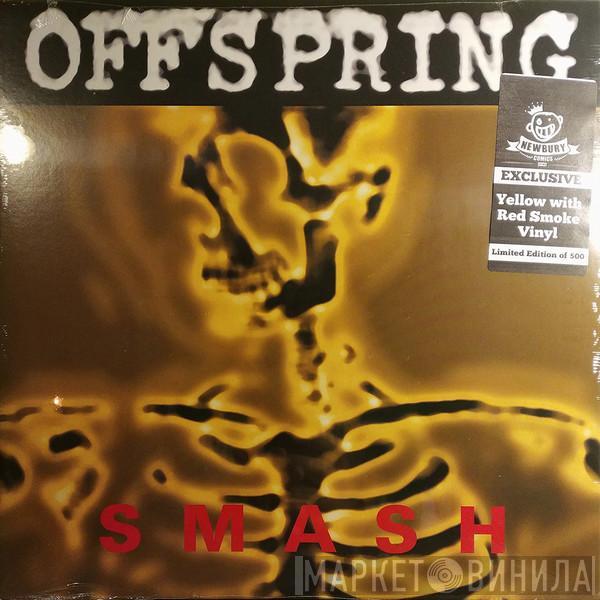 OFFSPRING
NEWBURY
COMICS
EXCLUSIVE
Yellow with
Red Smoke
Vinyl
Limited Edition of 500
SMASH
МАРКЕТ ВИНИЛА